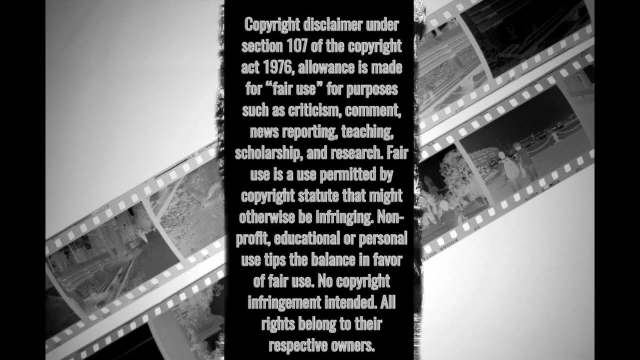 Copyright disclaimer under
section 107 of the copyright
act 1976, allowance is made
for “fair use” for purposes
such as criticism, comment,
news reporting, teaching,
scholarship, and research. Fair
use is a use permitted by
copyright statute that might
otherwise be infringing. Non-
profit, educational or personal
use tips the balance in favor
of fair use. No copyright
infringement intended. All
rights belong to their
respective owners.